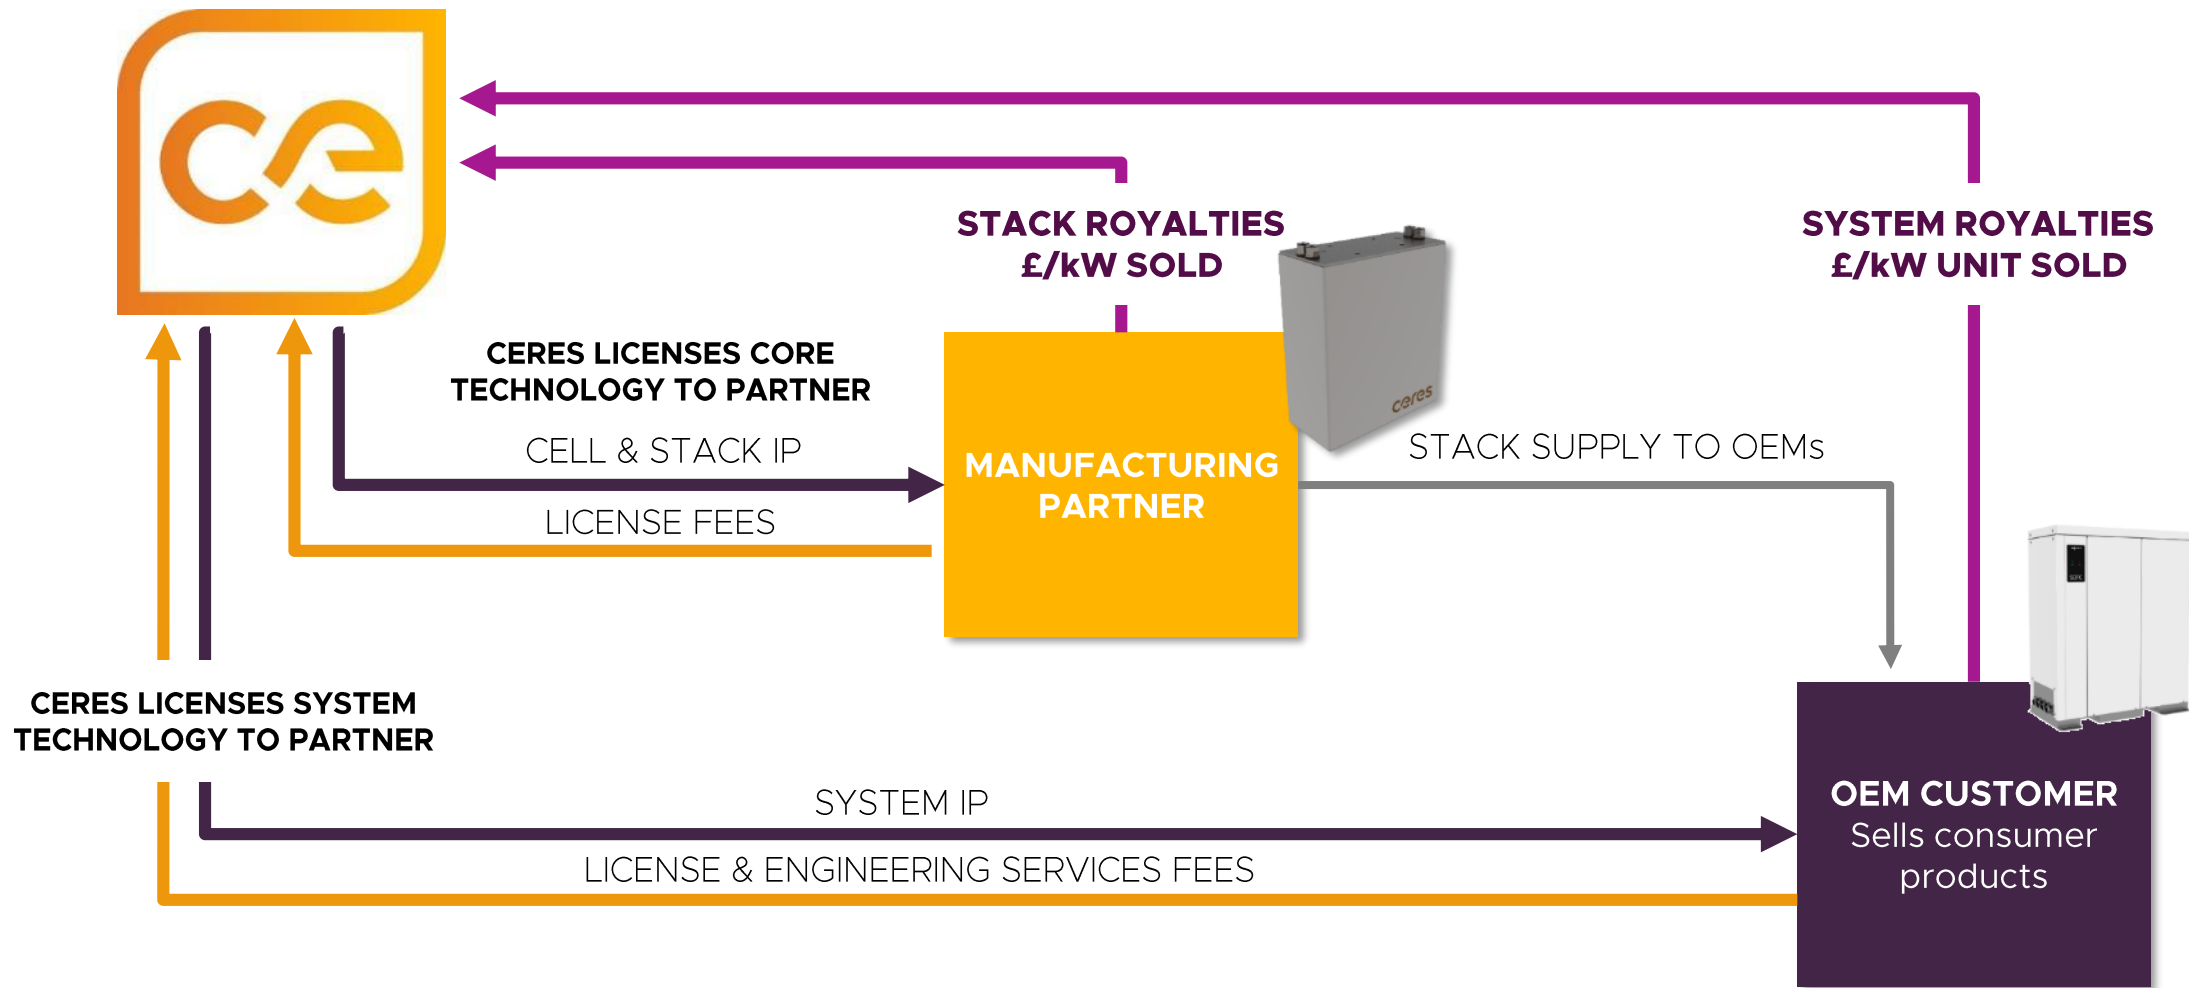 ce
STACK ROYALTIES
£/kW SOLD
SYSTEM ROYALTIES
£/kW UNIT SOLD
CERES LICENSES CORE
TECHNOLOGY TO PARTNER
ceres
CELL & STACK IP
STACK SUPPLY TO OEMs
MANUFACTURING
PARTNER
LICENSE FEES
CERES LICENSES SYSTEM
TECHNOLOGY TO PARTNER
SYSTEM IP
OEM CUSTOMER
Sells consumer
products
LICENSE & ENGINEERING SERVICES FEES